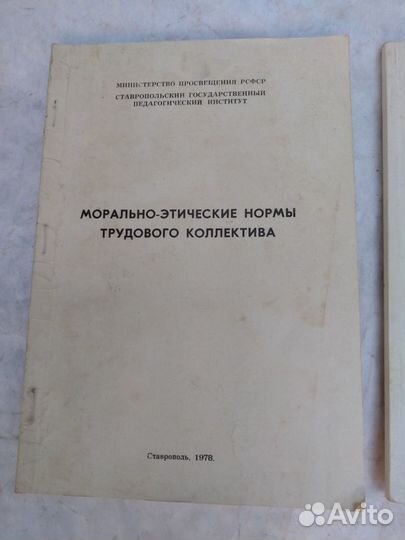 МИНИСТЕРСТВО ПРОСВЕЩЕНИЯ РСФСР
СТАВРОПОЛЬСКИЙ ГОСУДАРСТВЕННЫЙ
ПЕДАГОГИЧЕСКИЙ ИНСТИТУТ
МОРАЛЬНО-ЭТИЧЕСКИЕ НОРМЫ
ТРУДОВОГО КОЛЛЕКТИВА
Ставрополь, 1978.
Avito